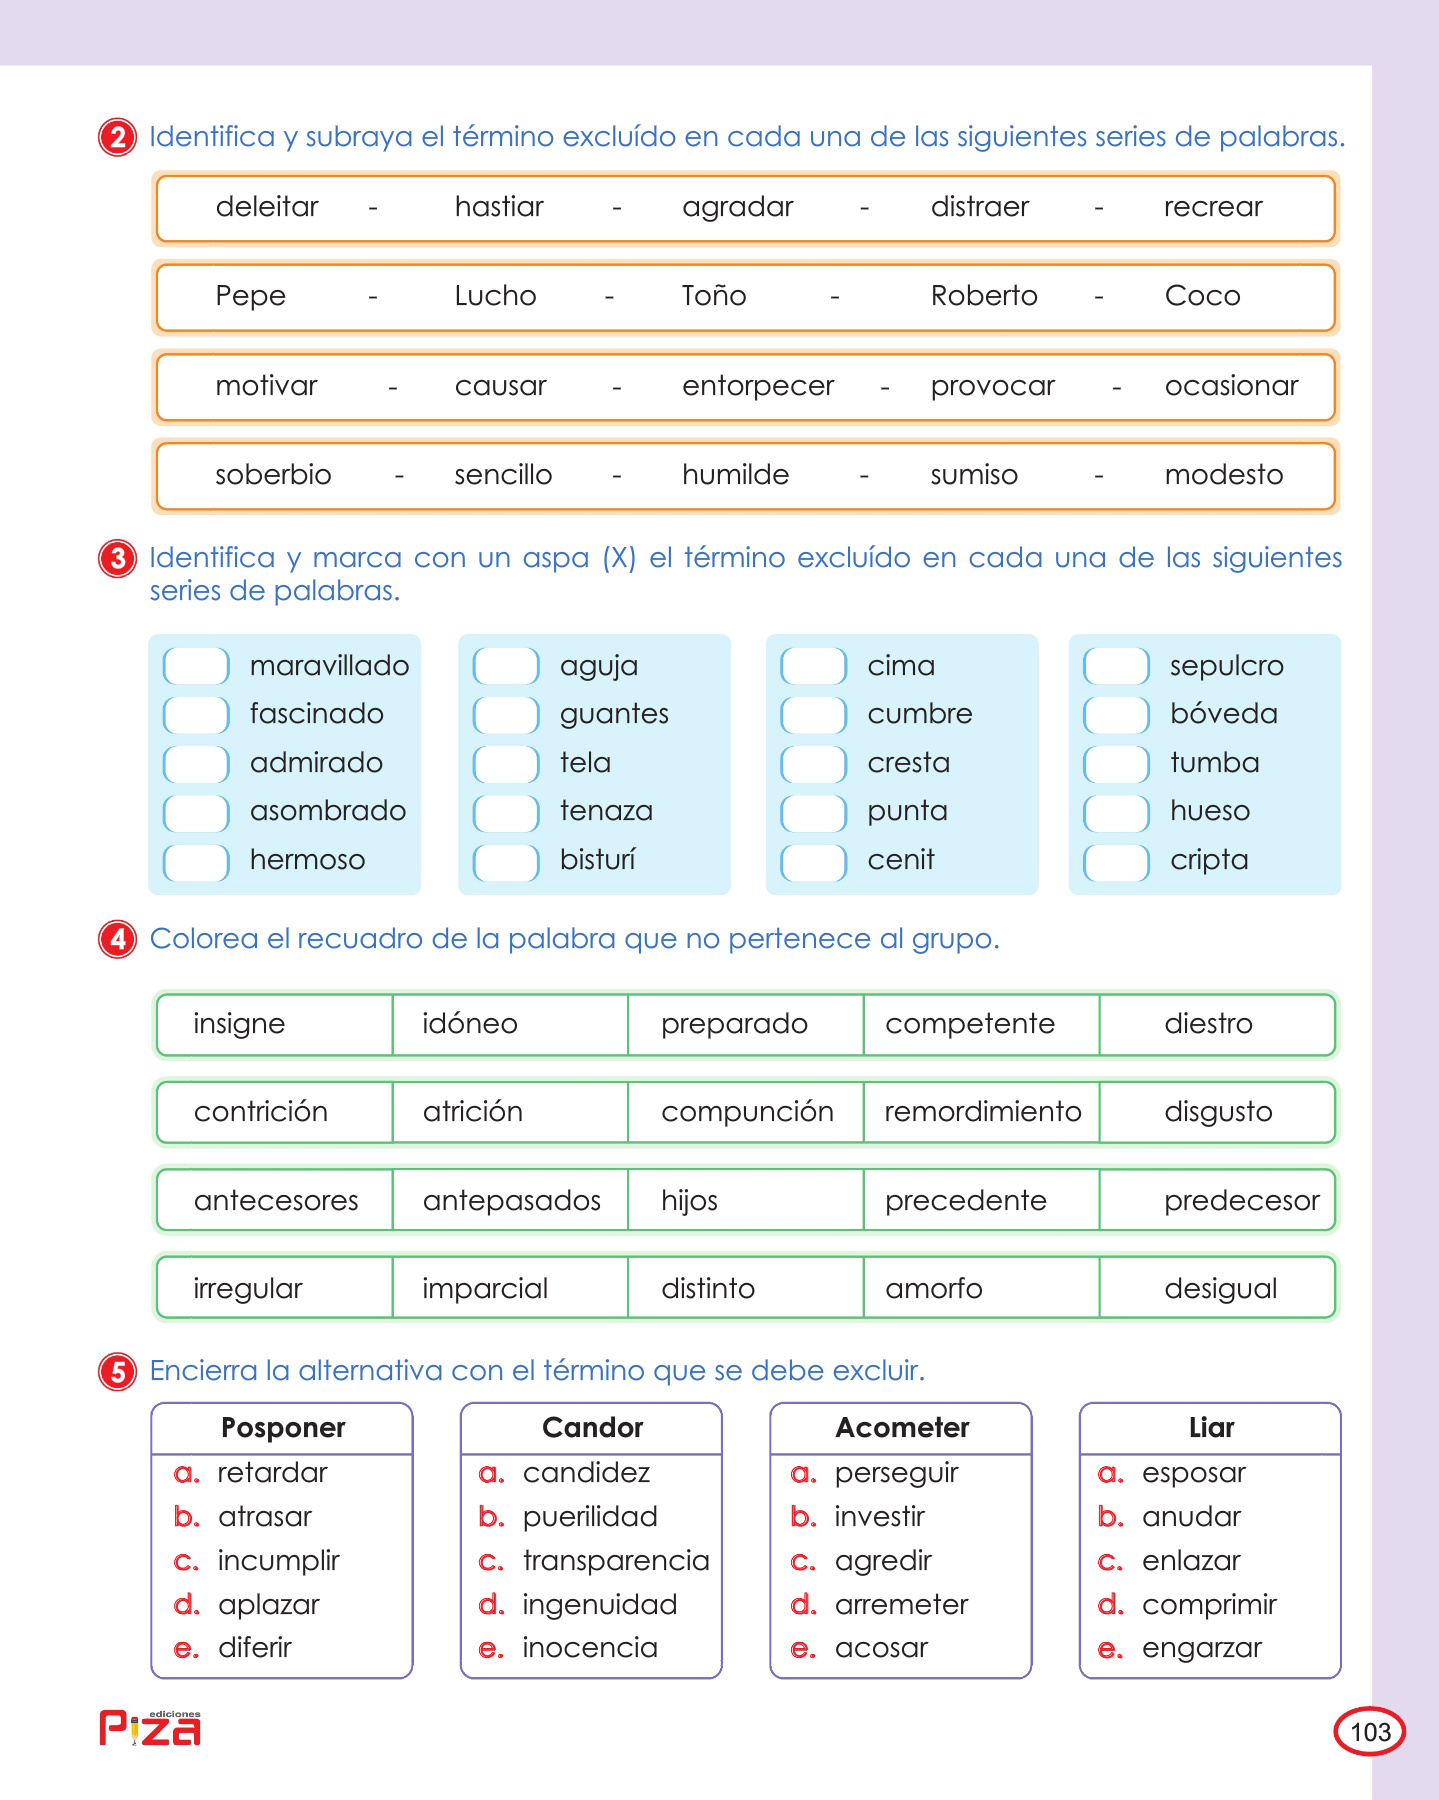 2 Identifica y subraya el término excluído en cada una de las siguientes series de palabras.
deleitar - hastiar - agradar - distraer - recrear
Pepe - Lucho - Toño - Roberto - Coco
motivar - causar - entorpecer - provocar - ocasionar
soberbio - sencillo - humilde - sumiso - modesto
3 Identifica y marca con un aspa (X) el término excluído en cada una de las siguientes
series de palabras.
maravillado
fascinado
admirado
asombrado
hermoso
aguja
guantes
tela
tenaza
bisturí
cima
cumbre
cresta
punta
cenit
sepulcro
bóveda
tumba
hueso
cripta
4 Colorea el recuadro de la palabra que no pertenece al grupo.
insigne idóneo preparado competente diestro
contrición atrición compunción remordimiento disgusto
antecesores antepasados hijos precedente predecesor
irregular imparcial distinto amorfo desigual
5 Encierra la alternativa con el término que se debe excluir.
Posponer
a. retardar
b. atrasar
c. incumplir
d. aplazar
e. diferir
Candor
a. candidez
b. puerilidad
c. transparencia
d. ingenuidad
e. inocencia
Acometer
a. perseguir
b. investir
c. agredir
d. arremeter
e. acosar
Liar
a. esposar
b. anudar
c. enlazar
d. comprimir
e. engarzar
ediciones
Piza
103